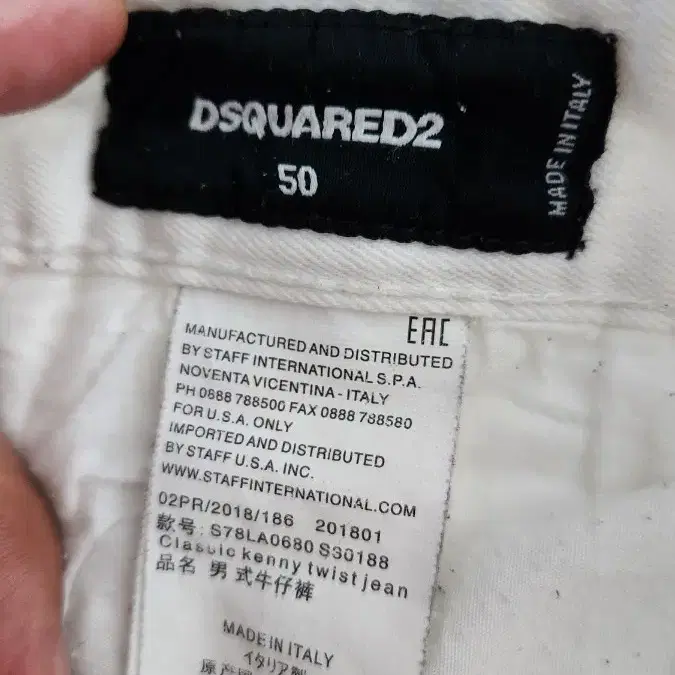 DSQUARED2
50
MADE IN ITALY
EAC
MANUFACTURED AND DISTRIBUTED
BY STAFF INTERNATIONAL S.P.A.
NOVENTA VICENTINA - ITALY
PH 0888 788500 FAX 0888 788580
FOR U.S.A. ONLY
IMPORTED AND DISTRIBUTED
BY STAFF U.S.A. INC.
WWW.STAFFINTERNATIONAL.COM
02PR/2018/186 201801
款号: S78LA0680 S30188
Classic kenny twist jean
品名 男式牛仔裤
MADE IN ITALY
イタリア製
原产